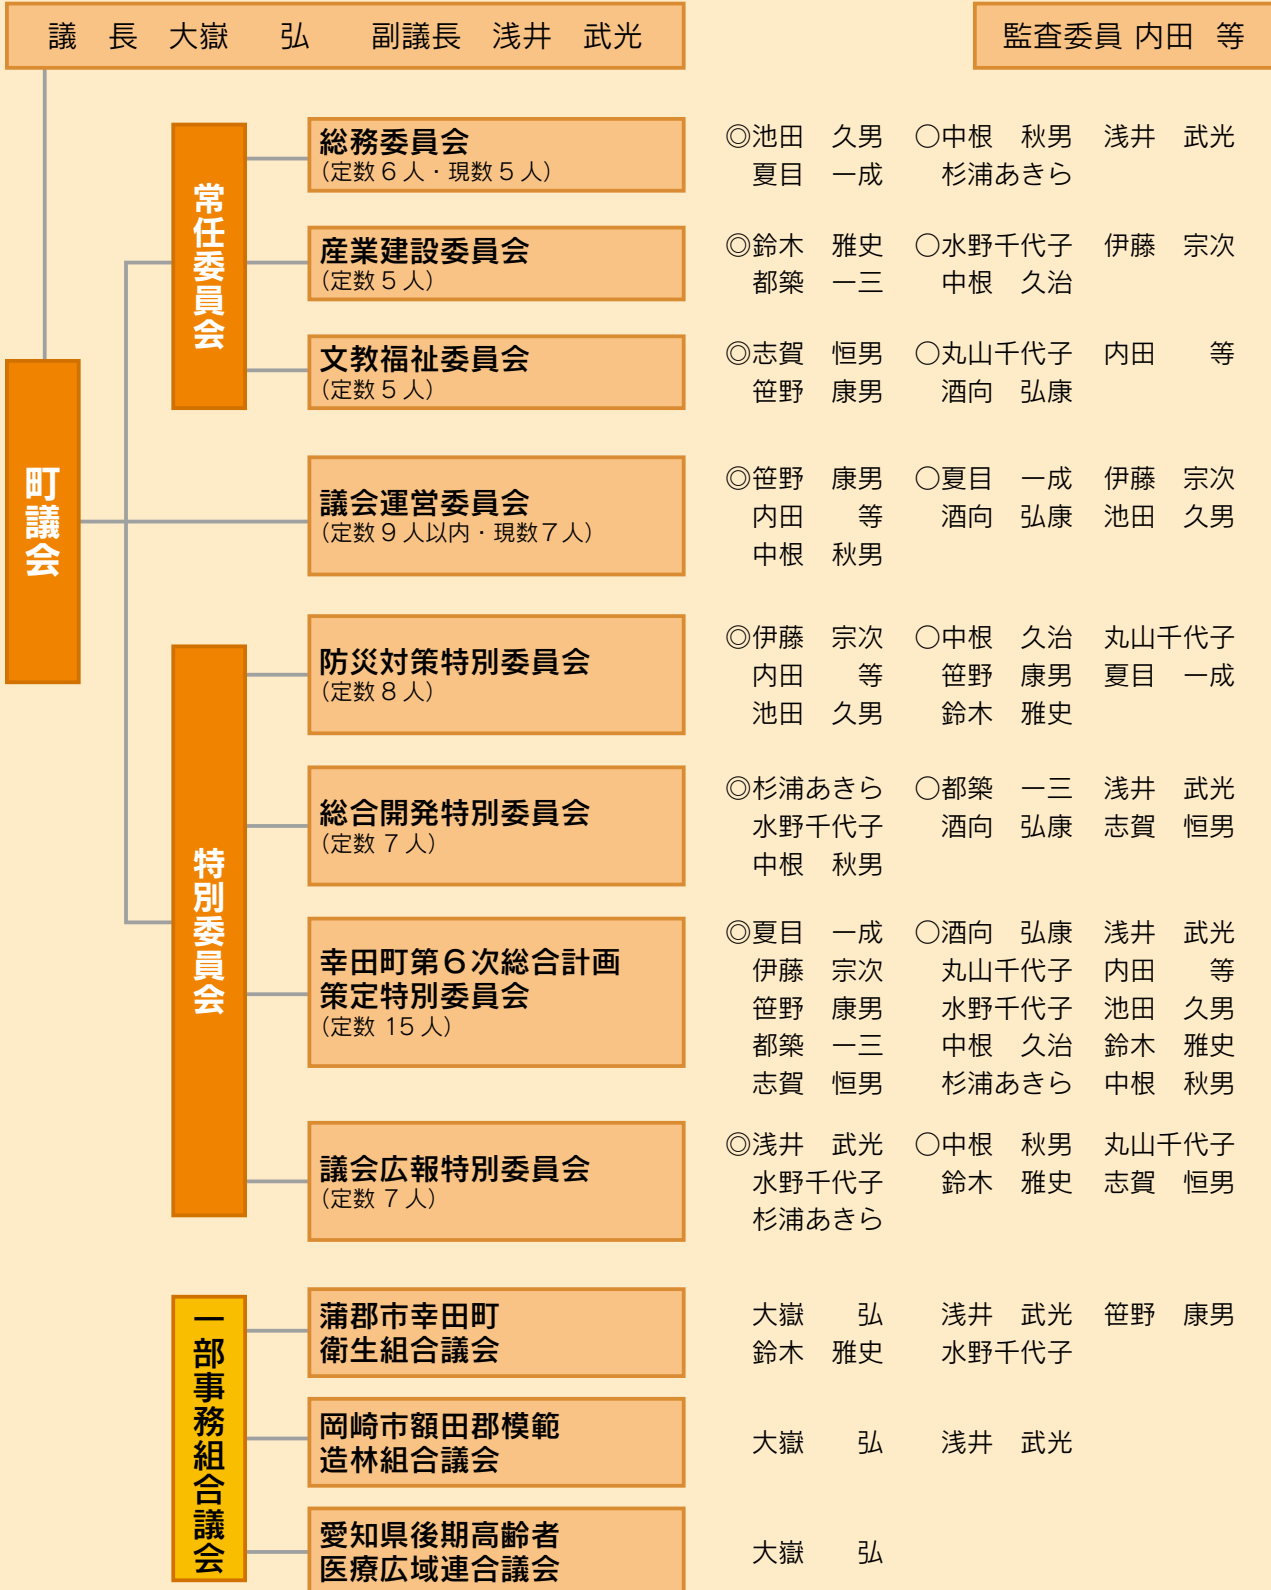 議　長　大嶽　　弘　　副議長　浅井　武光
監査委員 内田　等
町議会
常任委員会
総務委員会
（定数６人・現数５人）
◎池田　久男　○中根　秋男　浅井　武光
夏目　一成　杉浦あきら
産業建設委員会
（定数５人）
◎鈴木　雅史　○水野千代子　伊藤　宗次
都築　一三　中根　久治
文教福祉委員会
（定数５人）
◎志賀　恒男　○丸山千代子　内田　　等
笹野　康男　酒向　弘康
議会運営委員会
（定数９人以内・現数７人）
◎笹野　康男　○夏目　一成　伊藤　宗次
内田　　等　酒向　弘康　池田　久男
中根　秋男
特別委員会
防災対策特別委員会
（定数８人）
◎伊藤　宗次　○中根　久治　丸山千代子
内田　　等　笹野　康男　夏目　一成
池田　久男　鈴木　雅史
総合開発特別委員会
（定数 ７人）
◎杉浦あきら　○都築　一三　浅井　武光
水野千代子　酒向　弘康　志賀　恒男
中根　秋男
幸田町第６次総合計画
策定特別委員会
（定数 15人）
◎夏目　一成　○酒向　弘康　浅井　武光
伊藤　宗次　丸山千代子　内田　　等
笹野　康男　水野千代子　池田　久男
都築　一三　中根　久治　鈴木　雅史
志賀　恒男　杉浦あきら　中根　秋男
議会広報特別委員会
（定数 ７人）
◎浅井　武光　○中根　秋男　丸山千代子
水野千代子　鈴木　雅史　志賀　恒男
杉浦あきら
一部事務組合議会
蒲郡市幸田町
衛生組合議会
大嶽　　弘　浅井　武光　笹野　康男
鈴木　雅史　水野千代子
岡崎市額田郡模範
造林組合議会
大嶽　　弘　浅井　武光
愛知県後期高齢者
医療広域連合議会
大嶽　　弘